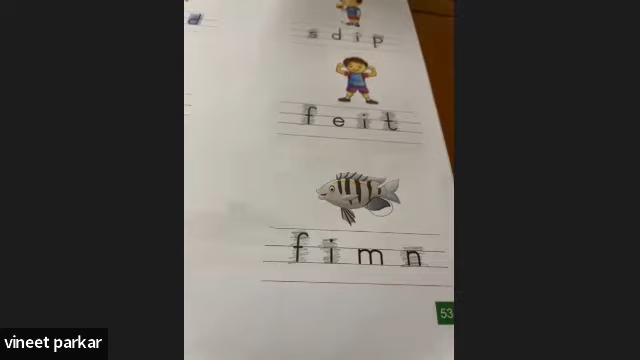 d
s d i p
f e i t
f i m n
53
vineet parkar